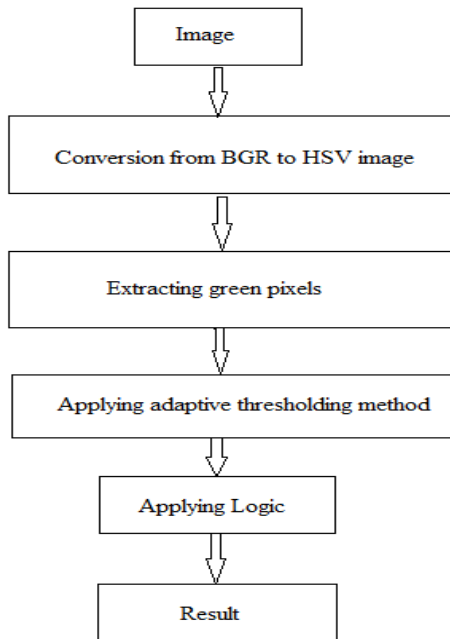 Image
Conversion from BGR to HSV image
Extracting green pixels
Applying adaptive thresholding method
Applying Logic
Result